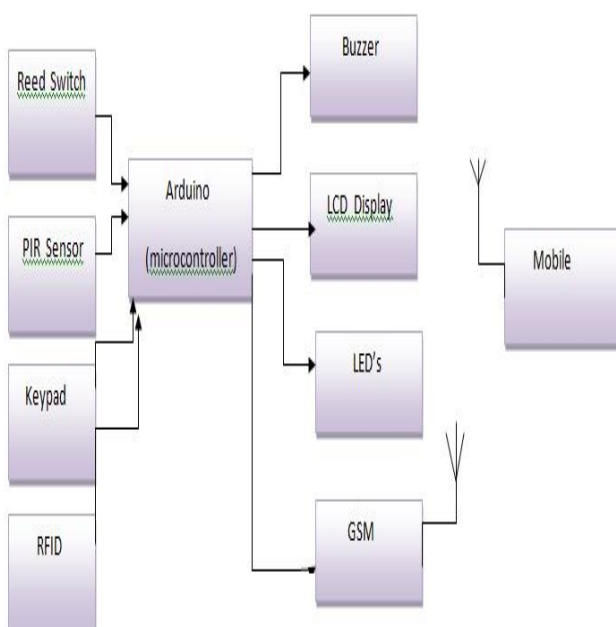 Reed Switch
PIR Sensor
Keypad
RFID
Arduino
(microcontroller)
Buzzer
LCD Display
LED's
GSM
Mobile